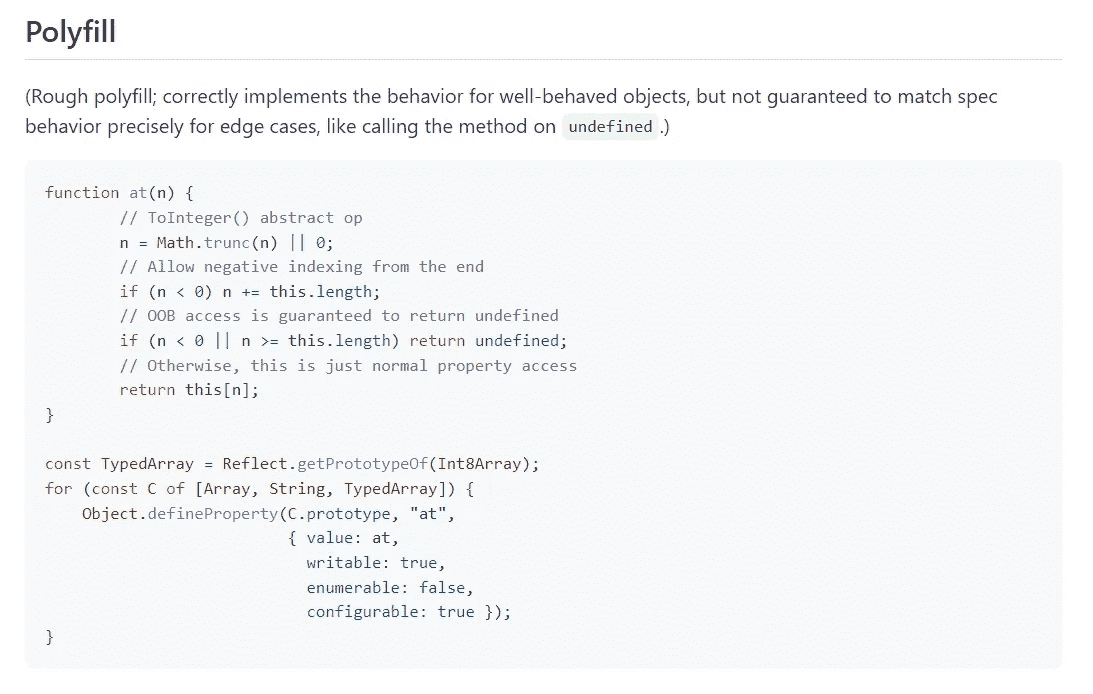 Polyfill
(Rough polyfill; correctly implements the behavior for well-behaved objects, but not guaranteed to match spec
behavior precisely for edge cases, like calling the method on undefined.)
function at(n) {
        // ToInteger() abstract op
        n = Math.trunc(n) || 0;
        // Allow negative indexing from the end
        if (n < 0) n += this.length;
        // OOB access is guaranteed to return undefined
        if (n < 0 || n >= this.length) return undefined;
        // Otherwise, this is just normal property access
        return this[n];
}
const TypedArray = Reflect.getPrototypeOf(Int8Array);
for (const C of [Array, String, TypedArray]) {
    Object.defineProperty(C.prototype, "at",
                          { value: at,
                            writable: true,
                            enumerable: false,
                            configurable: true });
}